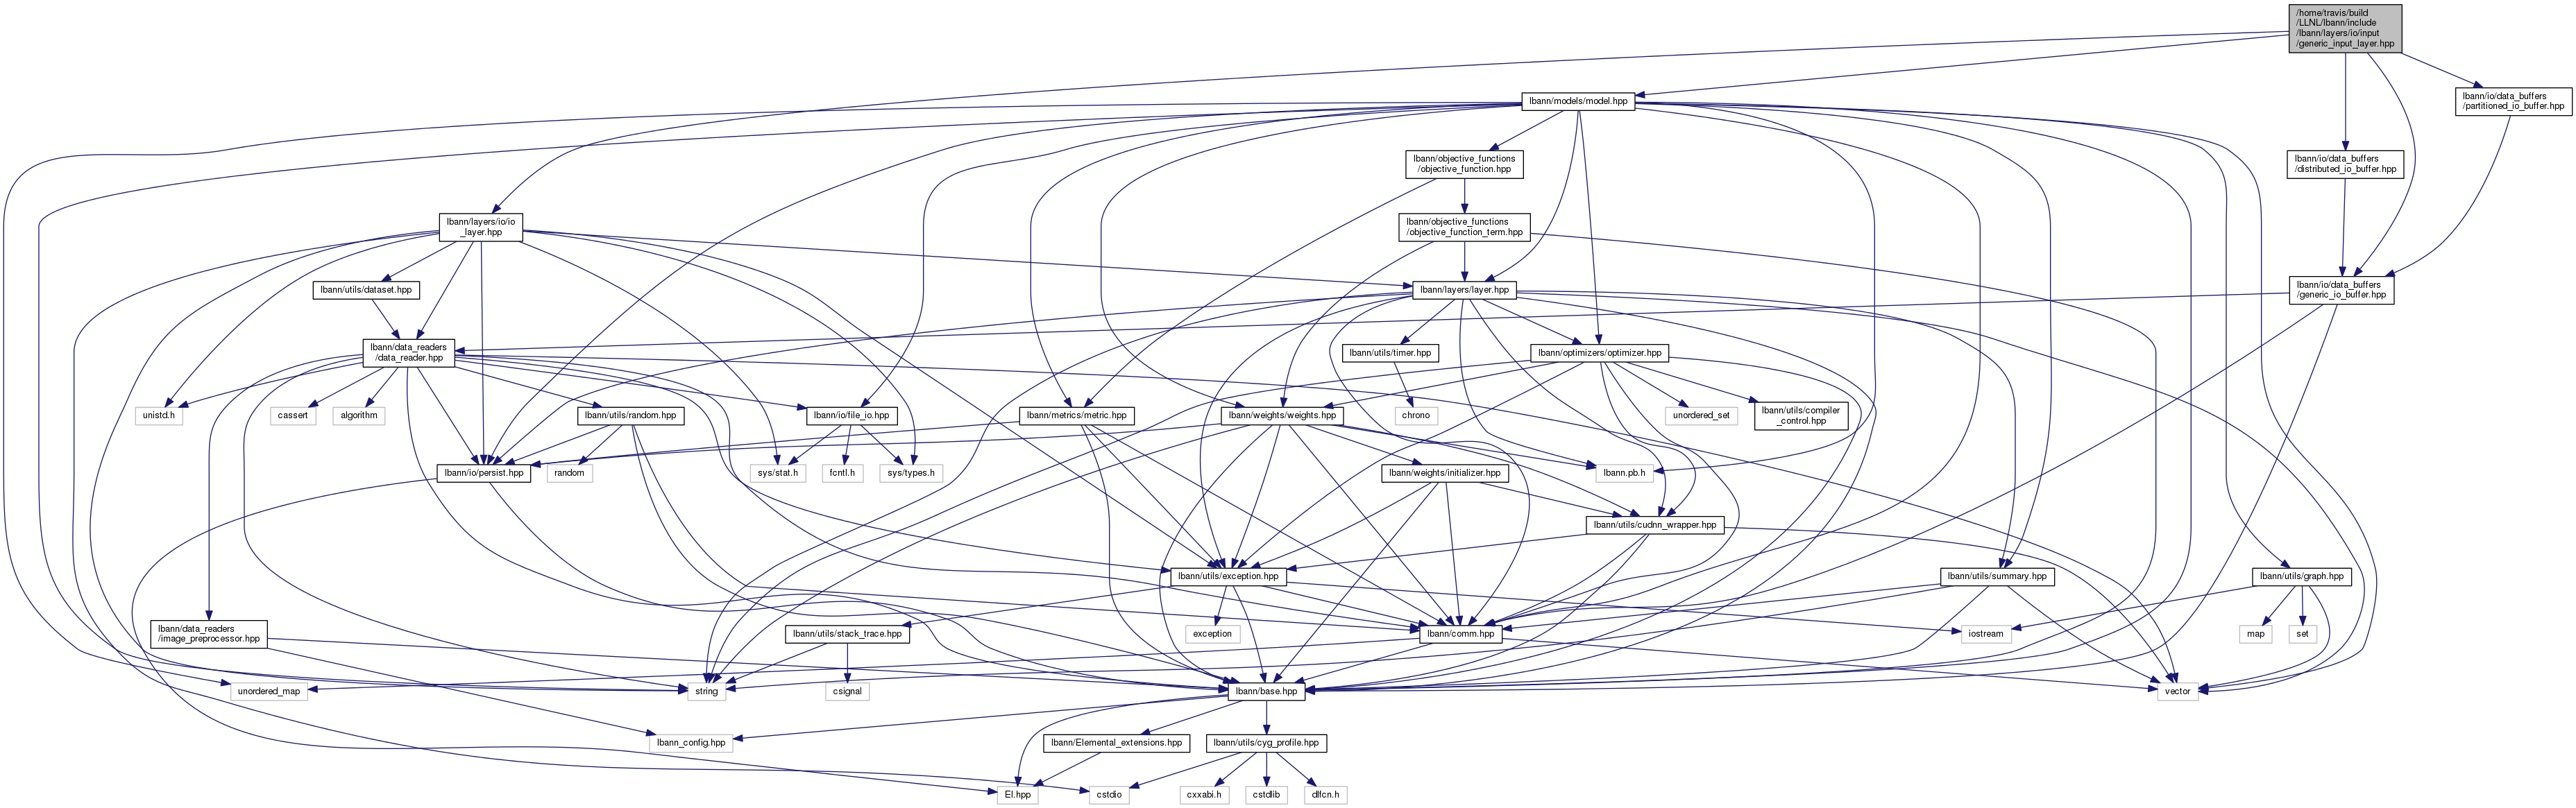 /home/travis/build
/LLNL/lbann/include
/lbann/layers/io/input
/generic_input_layer.hpp
lbann/models/model.hpp
lbann/io/data_buffers
/partitioned_io_buffer.hpp
lbann/objective_functions
/objective_function.hpp
lbann/io/data_buffers
/distributed_io_buffer.hpp
lbann/layers/io/io
_layer.hpp
lbann/objective_functions
/objective_function_term.hpp
lbann/utils/dataset.hpp
lbann/layers/layer.hpp
lbann/io/data_buffers
/generic_io_buffer.hpp
lbann/data_readers
/data_reader.hpp
lbann/utils/timer.hpp
lbann/optimizers/optimizer.hpp
unistd.h
cassert
algorithm
lbann/utils/random.hpp
lbann/io/file_io.hpp
lbann/metrics/metric.hpp
lbann/weights/weights.hpp
chrono
unordered_set
lbann/utils/compiler
_control.hpp
lbann/io/persist.hpp
random
sys/stat.h
fcntl.h
sys/types.h
lbann/weights/initializer.hpp
lbann.pb.h
lbann/utils/cudnn_wrapper.hpp
lbann/utils/exception.hpp
lbann/utils/summary.hpp
lbann/utils/graph.hpp
lbann/data_readers
/image_preprocessor.hpp
lbann/utils/stack_trace.hpp
exception
lbann/comm.hpp
iostream
map
set
unordered_map
string
csignal
lbann/base.hpp
vector
lbann_config.hpp
lbann/Elemental_extensions.hpp
lbann/utils/cyg_profile.hpp
El.hpp
cstdio
cxxabi.h
cstdlib
dlfcn.h